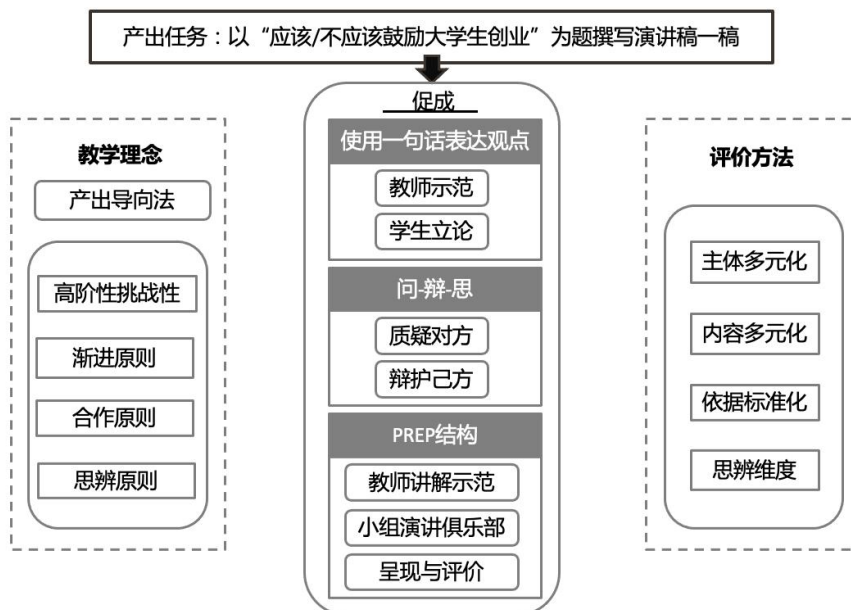 产出任务：以“应该/不应该鼓励大学生创业”为题撰写演讲稿一稿
教学理念
产出导向法
高阶性挑战性
渐进原则
合作原则
思辨原则
促成
使用一句话表达观点
教师示范
学生立论
问-辩-思
质疑对方
辩护己方
PREP结构
教师讲解示范
小组演讲俱乐部
呈现与评价
评价方法
主体多元化
内容多元化
依据标准化
思辨维度